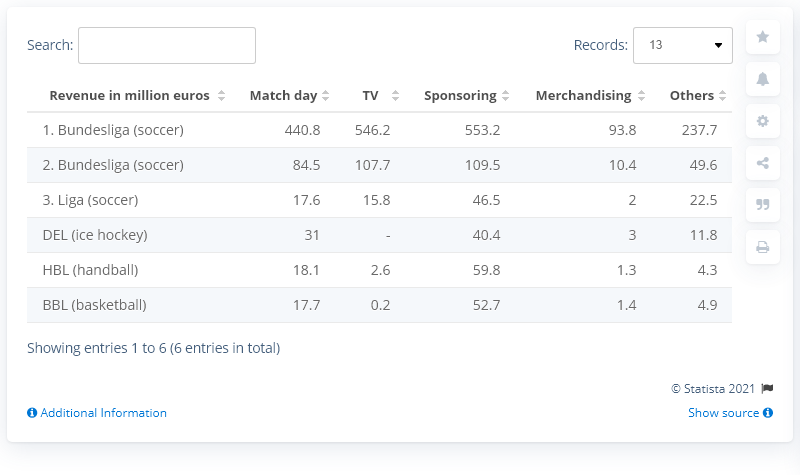 Search: Records: 13
Revenue in million euros Match day TV Sponsoring Merchandising Others
1. Bundesliga (soccer) 440.8 546.2 553.2 93.8 237.7
2. Bundesliga (soccer) 84.5 107.7 109.5 10.4 49.6
3. Liga (soccer) 17.6 15.8 46.5 2 22.5
DEL (ice hockey) 31 - 40.4 3 11.8
HBL (handball) 18.1 2.6 59.8 1.3 4.3
BBL (basketball) 17.7 0.2 52.7 1.4 4.9
Showing entries 1 to 6 (6 entries in total)
© Statista 2021
Additional Information Show source